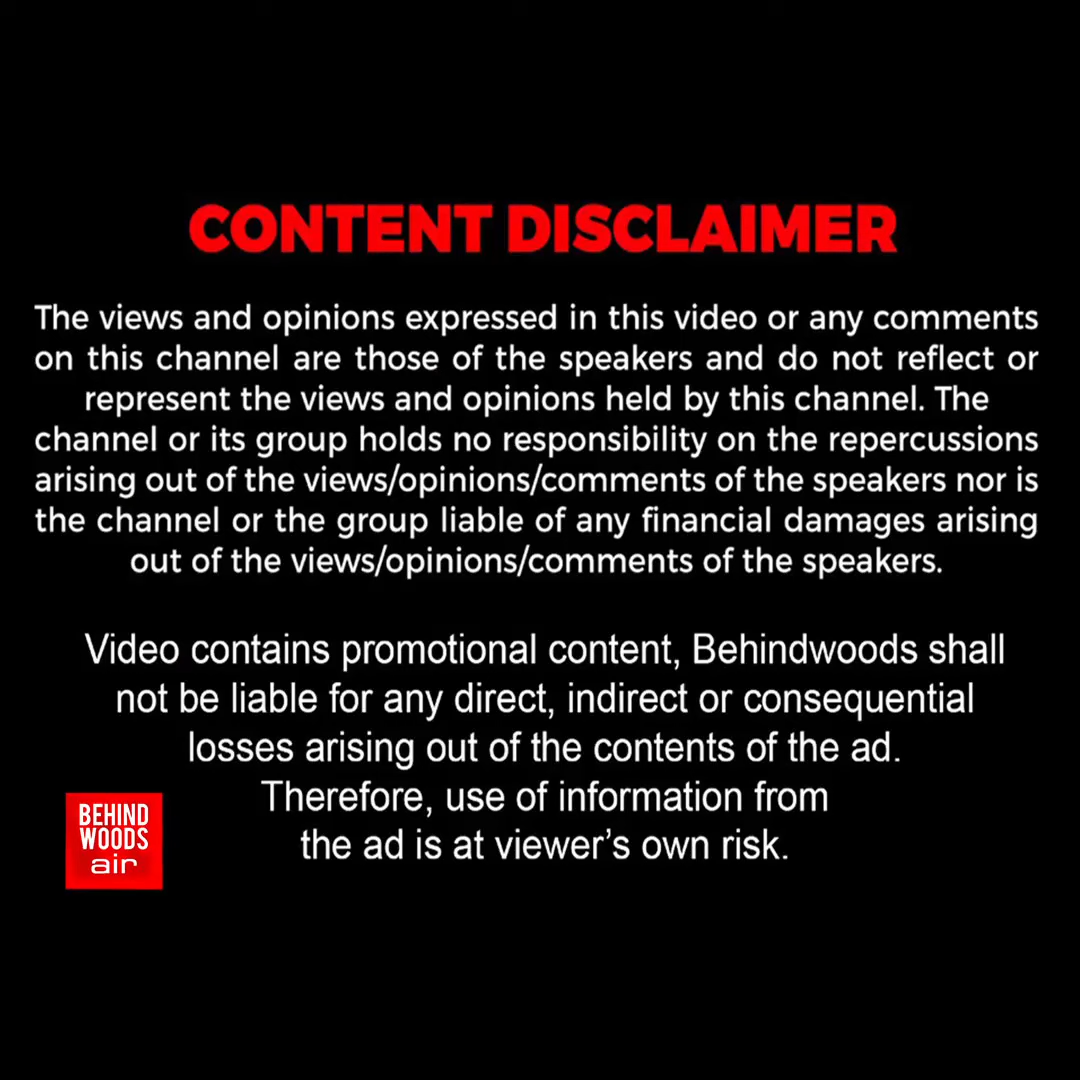 CONTENT DISCLAIMER
The views and opinions expressed in this video or any comments
on this channel are those of the speakers and do not reflect or
represent the views and opinions held by this channel. The
channel or its group holds no responsibility on the repercussions
arising out of the views/opinions/comments of the speakers nor is
the channel or the group liable of any financial damages arising
out of the views/opinions/comments of the speakers.
Video contains promotional content, Behindwoods shall
not be liable for any direct, indirect or consequential
losses arising out of the contents of the ad.
Therefore, use of information from
the ad is at viewer’s own risk.
BEHIND
WOODS
air